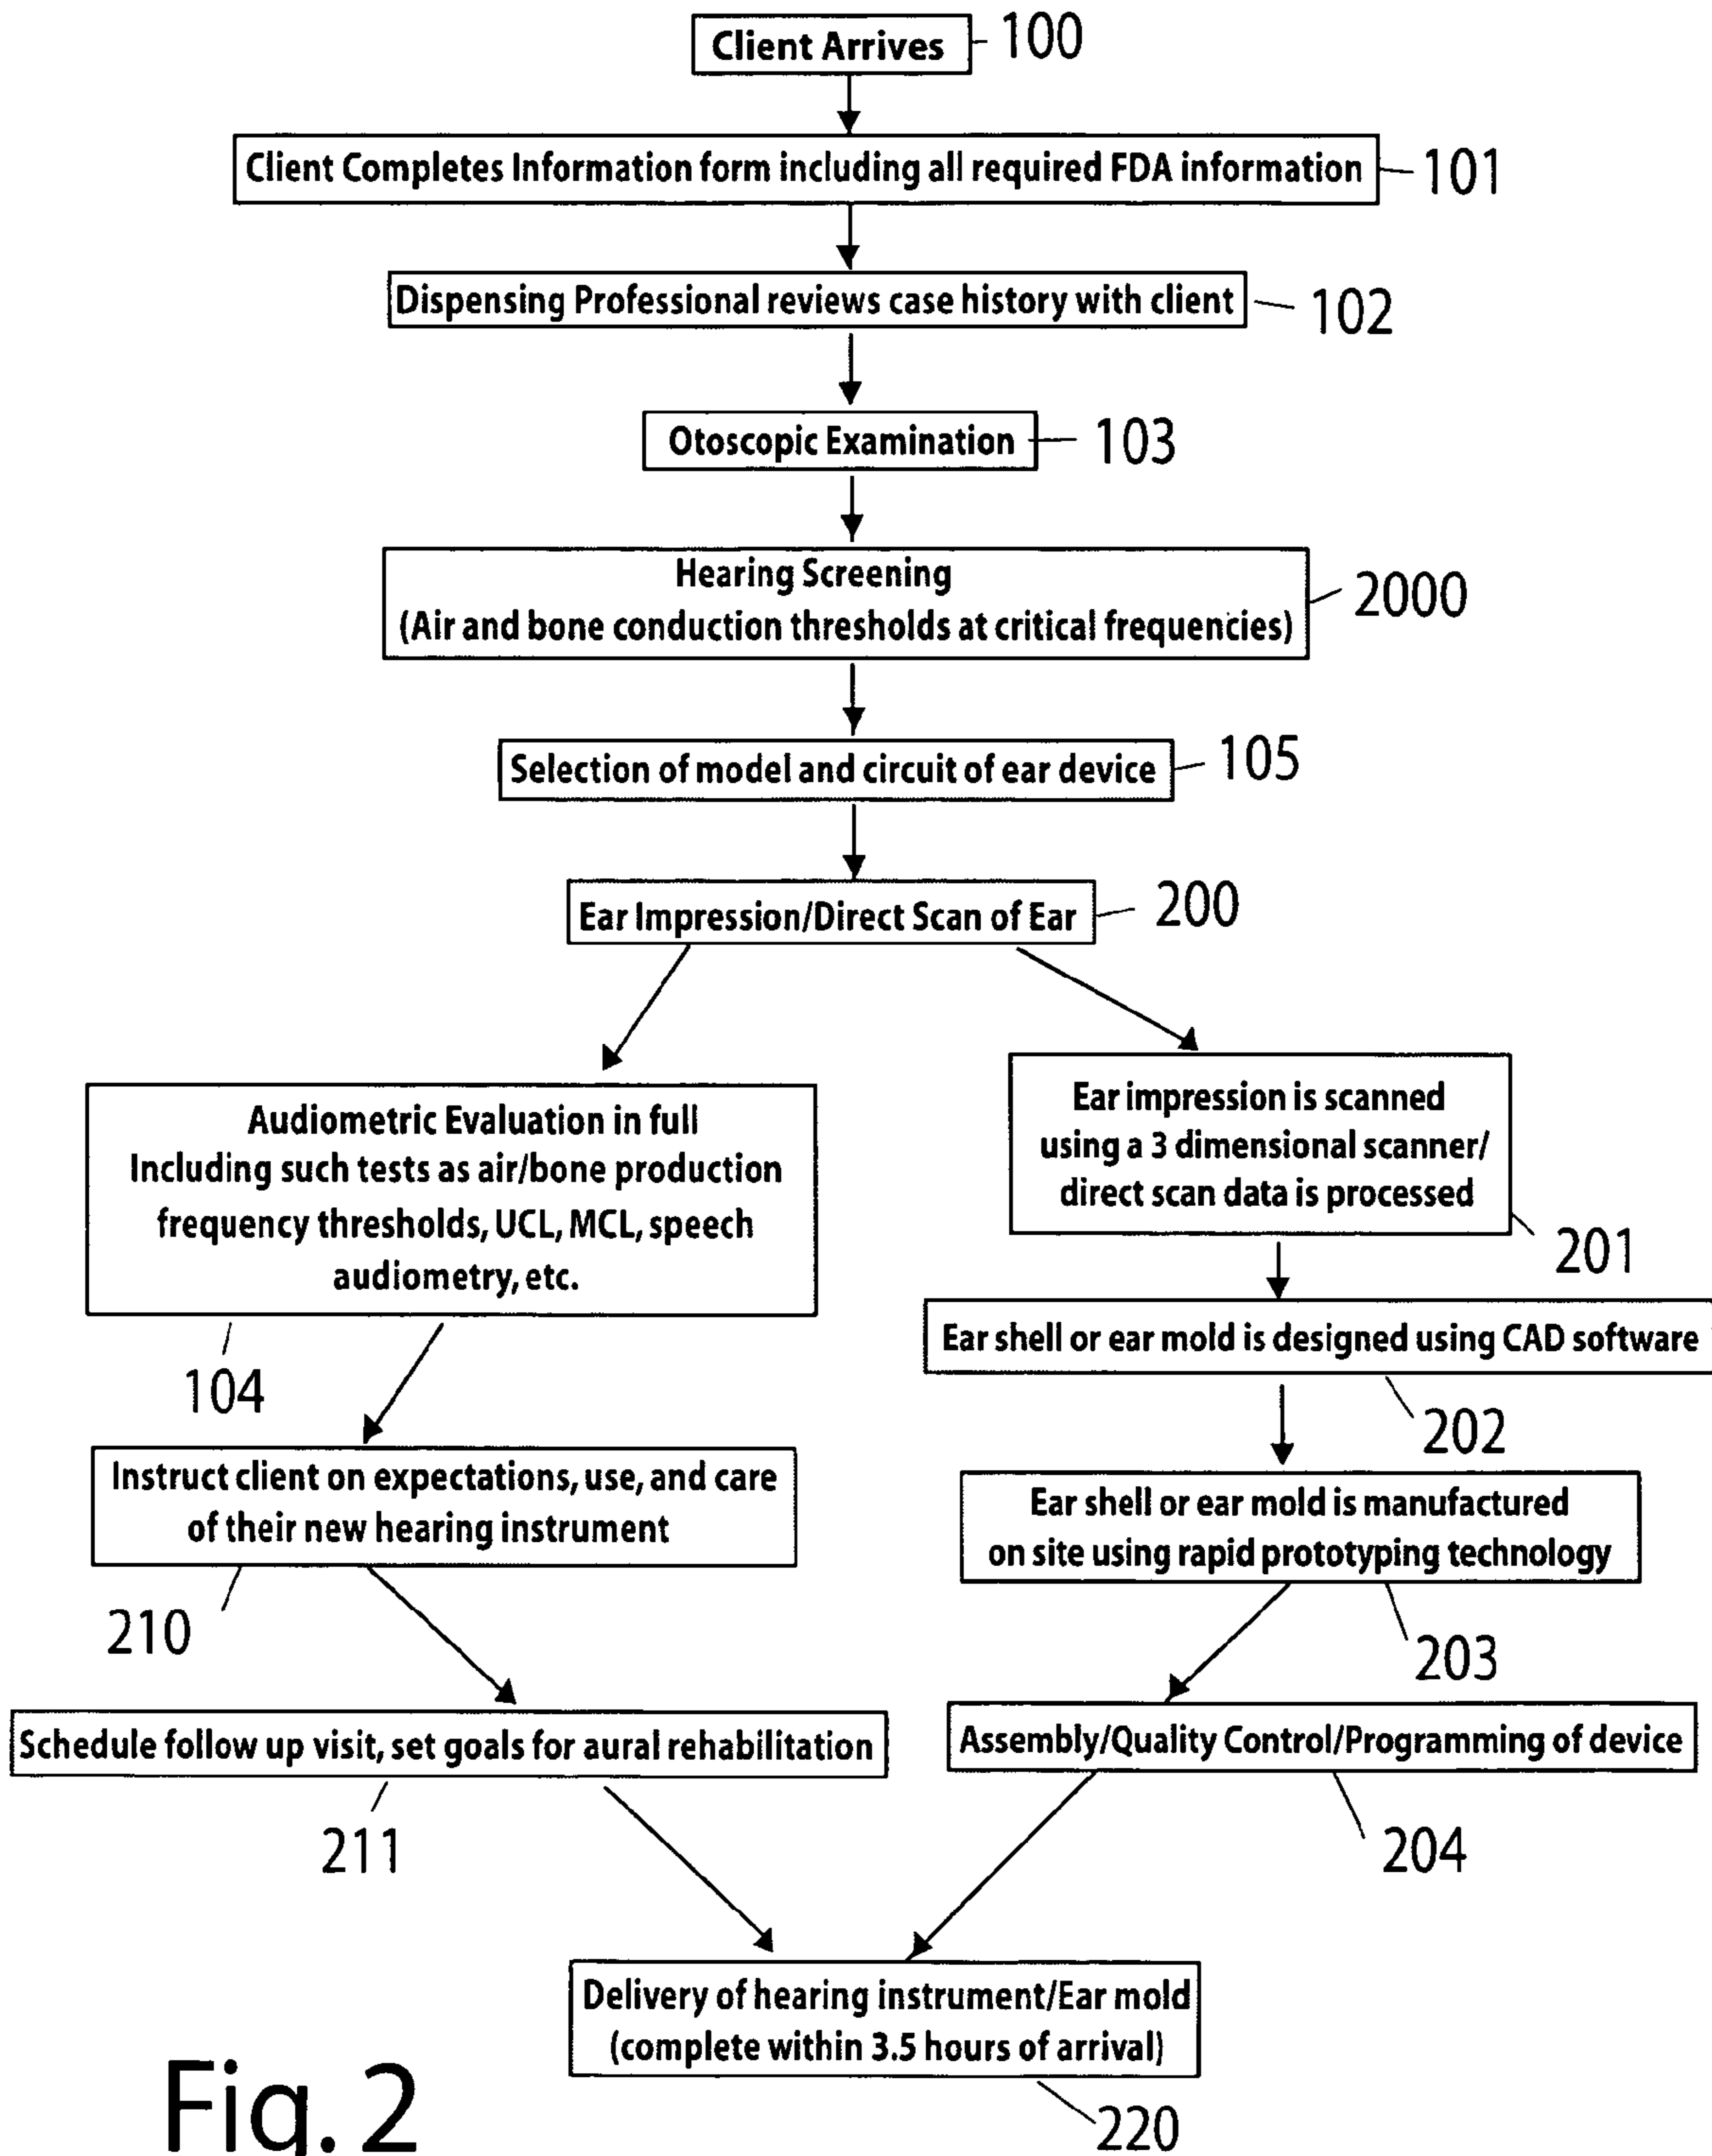 Client Arrives
100
Client Completes Information form including all required FDA information
101
Dispensing Professional reviews case history with client
102
Otoscopic Examination
103
Hearing Screening
(Air and bone conduction thresholds at critical frequencies)
2000
Selection of model and circuit of ear device
105
Ear Impression/Direct Scan of Ear
200
Audiometric Evaluation in full
Including such tests as air/bone production
frequency thresholds, UCL, MCL, speech
audiometry, etc.
104
Ear impression is scanned
using a 3 dimensional scanner/
direct scan data is processed
201
Ear shell or ear mold is designed using CAD software
202
Instruct client on expectations, use, and care
of their new hearing instrument
210
Ear shell or ear mold is manufactured
on site using rapid prototyping technology
203
Schedule follow up visit, set goals for aural rehabilitation
211
Assembly/Quality Control/Programming of device
204
Delivery of hearing instrument/Ear mold
(complete within 3.5 hours of arrival)
220
Fig. 2